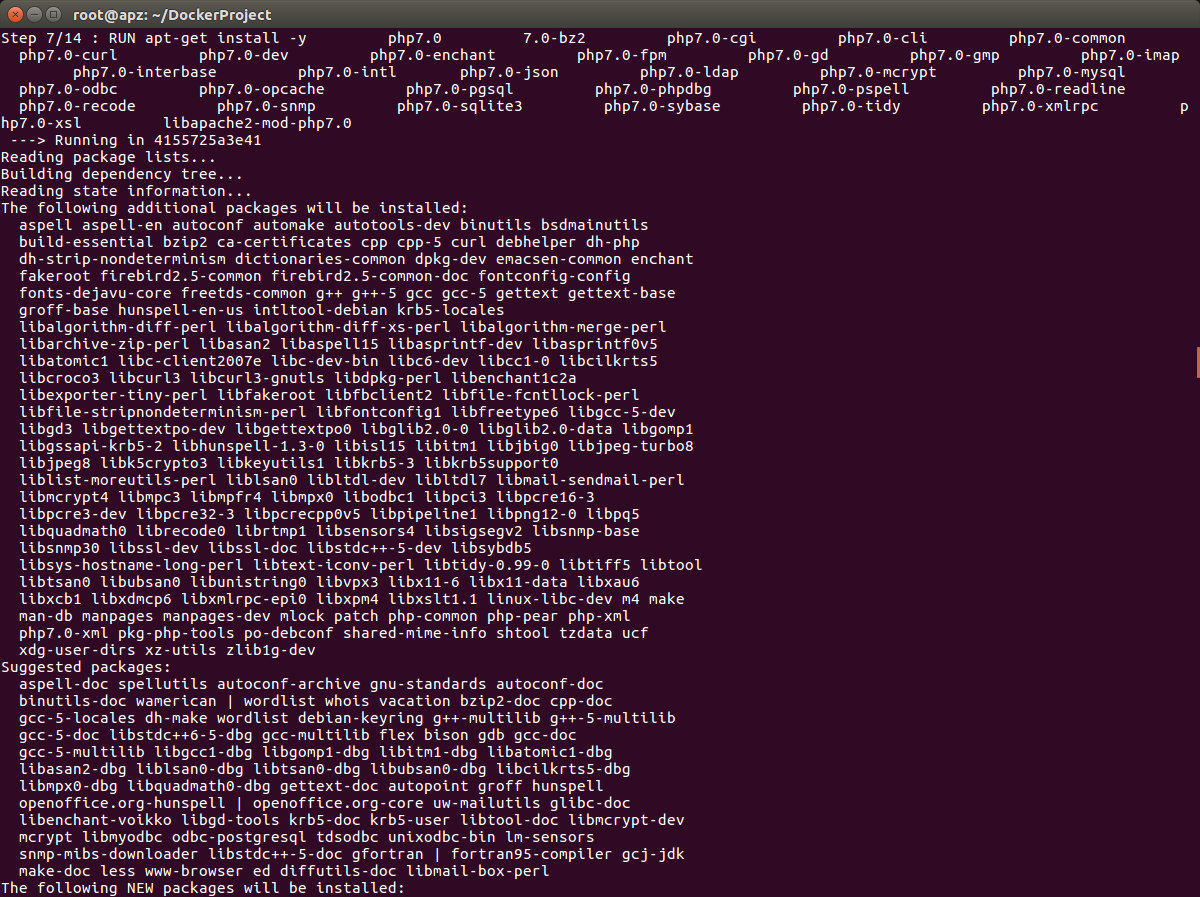 root@apz: ~/DockerProject
Step 7/14 : RUN apt-get install -y         php7.0         7.0-bz2         php7.0-cgi         php7.0-cli         php7.0-common
  php7.0-curl         php7.0-dev         php7.0-enchant         php7.0-fpm         php7.0-gd         php7.0-gmp         php7.0-imap
        php7.0-interbase         php7.0-intl       php7.0-json         php7.0-ldap         php7.0-mcrypt         php7.0-mysql
  php7.0-odbc         php7.0-opcache         php7.0-pgsql         php7.0-phpdbg         php7.0-pspell         php7.0-readline
  php7.0-recode         php7.0-snmp         php7.0-sqlite3         php7.0-sybase         php7.0-tidy         php7.0-xmlrpc         p
hp7.0-xsl         libapache2-mod-php7.0
 ---> Running in 4155725a3e41
Reading package lists...
Building dependency tree...
Reading state information...
The following additional packages will be installed:
  aspell aspell-en autoconf automake autotools-dev binutils bsdmainutils
  build-essential bzip2 ca-certificates cpp cpp-5 curl debhelper dh-php
  dh-strip-nondeterminism dictionaries-common dpkg-dev emacsen-common enchant
  fakeroot firebird2.5-common firebird2.5-common-doc fontconfig-config
  fonts-dejavu-core freetds-common g++ g++-5 gcc gcc-5 gettext gettext-base
  groff-base hunspell-en-us intltool-debian krb5-locales
  libalgorithm-diff-perl libalgorithm-diff-xs-perl libalgorithm-merge-perl
  libarchive-zip-perl libasan2 libaspell15 libasprintf-dev libasprintf0v5
  libatomic1 libc-client2007e libc-dev-bin libc6-dev libcc1-0 libcilkrts5
  libcroco3 libcurl3 libcurl3-gnutls libdpkg-perl libenchant1c2a
  libexporter-tiny-perl libfakeroot libfbclient2 libfile-fcntllock-perl
  libfile-stripnondeterminism-perl libfontconfig1 libfreetype6 libgcc-5-dev
  libgd3 libgettextpo-dev libgettextpo0 libglib2.0-0 libglib2.0-data libgomp1
  libgssapi-krb5-2 libhunspell-1.3-0 libisl15 libitm1 libjbig0 libjpeg-turbo8
  libjpeg8 libk5crypto3 libkeyutils1 libkrb5-3 libkrb5support0
  liblist-moreutils-perl liblsan0 libltdl-dev libltdl7 libmail-sendmail-perl
  libmcrypt4 libmpc3 libmpfr4 libmpx0 libodbc1 libpci3 libpcre16-3
  libpcre3-dev libpcre32-3 libpcrecpp0v5 libpipeline1 libpng12-0 libpq5
  libquadmath0 librecode0 librtmp1 libsensors4 libsigsegv2 libsnmp-base
  libsnmp30 libssl-dev libssl-doc libstdc++-5-dev libsybdb5
  libsys-hostname-long-perl libtext-iconv-perl libtidy-0.99-0 libtiff5 libtool
  libtsan0 libubsan0 libunistring0 libvpx3 libx11-6 libx11-data libxau6
  libxcb1 libxdmcp6 libxmlrpc-epi0 libxpm4 libxslt1.1 linux-libc-dev m4 make
  man-db manpages manpages-dev mlock patch php-common php-pear php-xml
  php7.0-xml pkg-php-tools po-debconf shared-mime-info shtool tzdata ucf
  xdg-user-dirs xz-utils zlib1g-dev
Suggested packages:
  aspell-doc spellutils autoconf-archive gnu-standards autoconf-doc
  binutils-doc wamerican | wordlist whois vacation bzip2-doc cpp-doc
  gcc-5-locales dh-make wordlist debian-keyring g++-multilib g++-5-multilib
  gcc-5-doc libstdc++6-5-dbg gcc-multilib flex bison gdb gcc-doc
  gcc-5-multilib libgcc1-dbg libgomp1-dbg libitm1-dbg libatomic1-dbg
  libasan2-dbg liblsan0-dbg libtsan0-dbg libubsan0-dbg libcilkrts5-dbg
  libmpx0-dbg libquadmath0-dbg gettext-doc autopoint groff hunspell
  openoffice.org-hunspell | openoffice.org-core uw-mailutils glibc-doc
  libenchant-voikko libgd-tools krb5-doc krb5-user libtool-doc libmcrypt-dev
  mcrypt libmyodbc odbc-postgresql tdsodbc unixodbc-bin lm-sensors
  snmp-mibs-downloader libstdc++-5-doc gfortran | fortran95-compiler gcj-jdk
  make-doc less www-browser ed diffutils-doc libmail-box-perl
The following NEW packages will be installed: